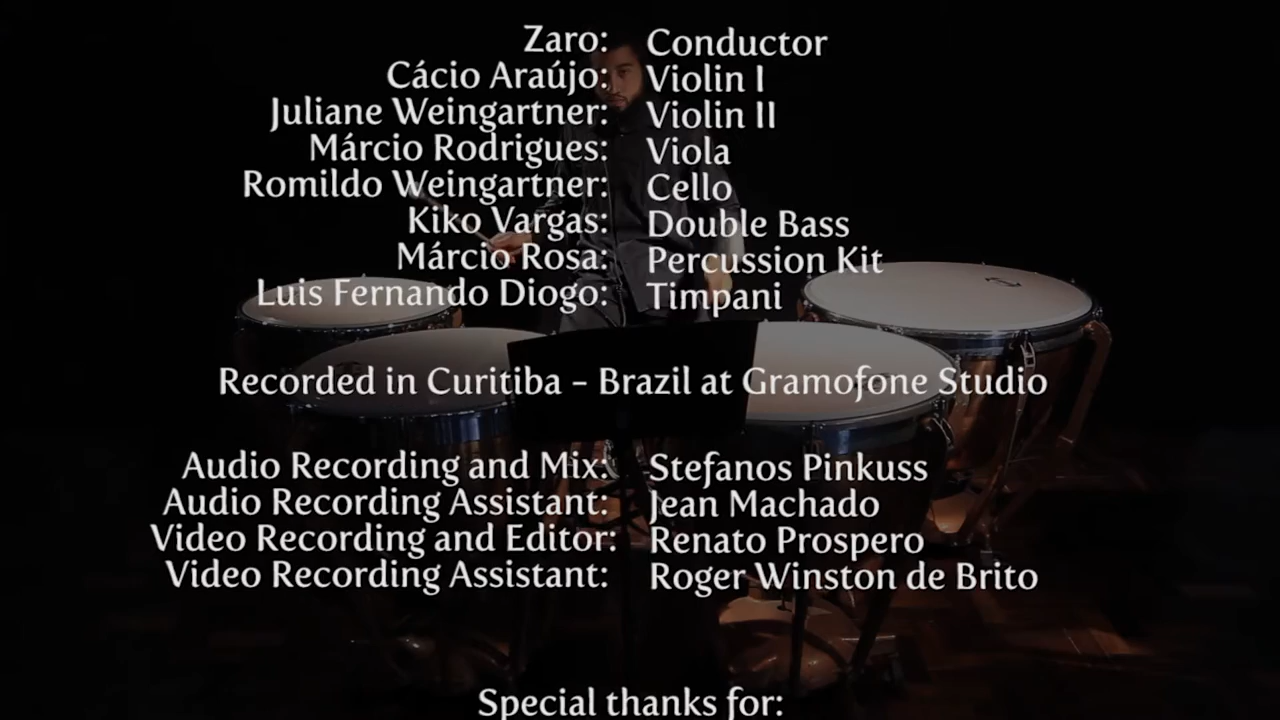 Zaro: Conductor
Cácio Araújo: Violin I
Juliane Weingartner: Violin II
Márcio Rodrigues: Viola
Romildo Weingartner: Cello
Kiko Vargas: Double Bass
Márcio Rosa: Percussion Kit
Luis Fernando Diogo: Timpani
Recorded in Curitiba – Brazil at Gramofone Studio
Audio Recording and Mix: Stefanos Pinkuss
Audio Recording Assistant: Jean Machado
Video Recording and Editor: Renato Prospero
Video Recording Assistant: Roger Winston de Brito
Special thanks for: